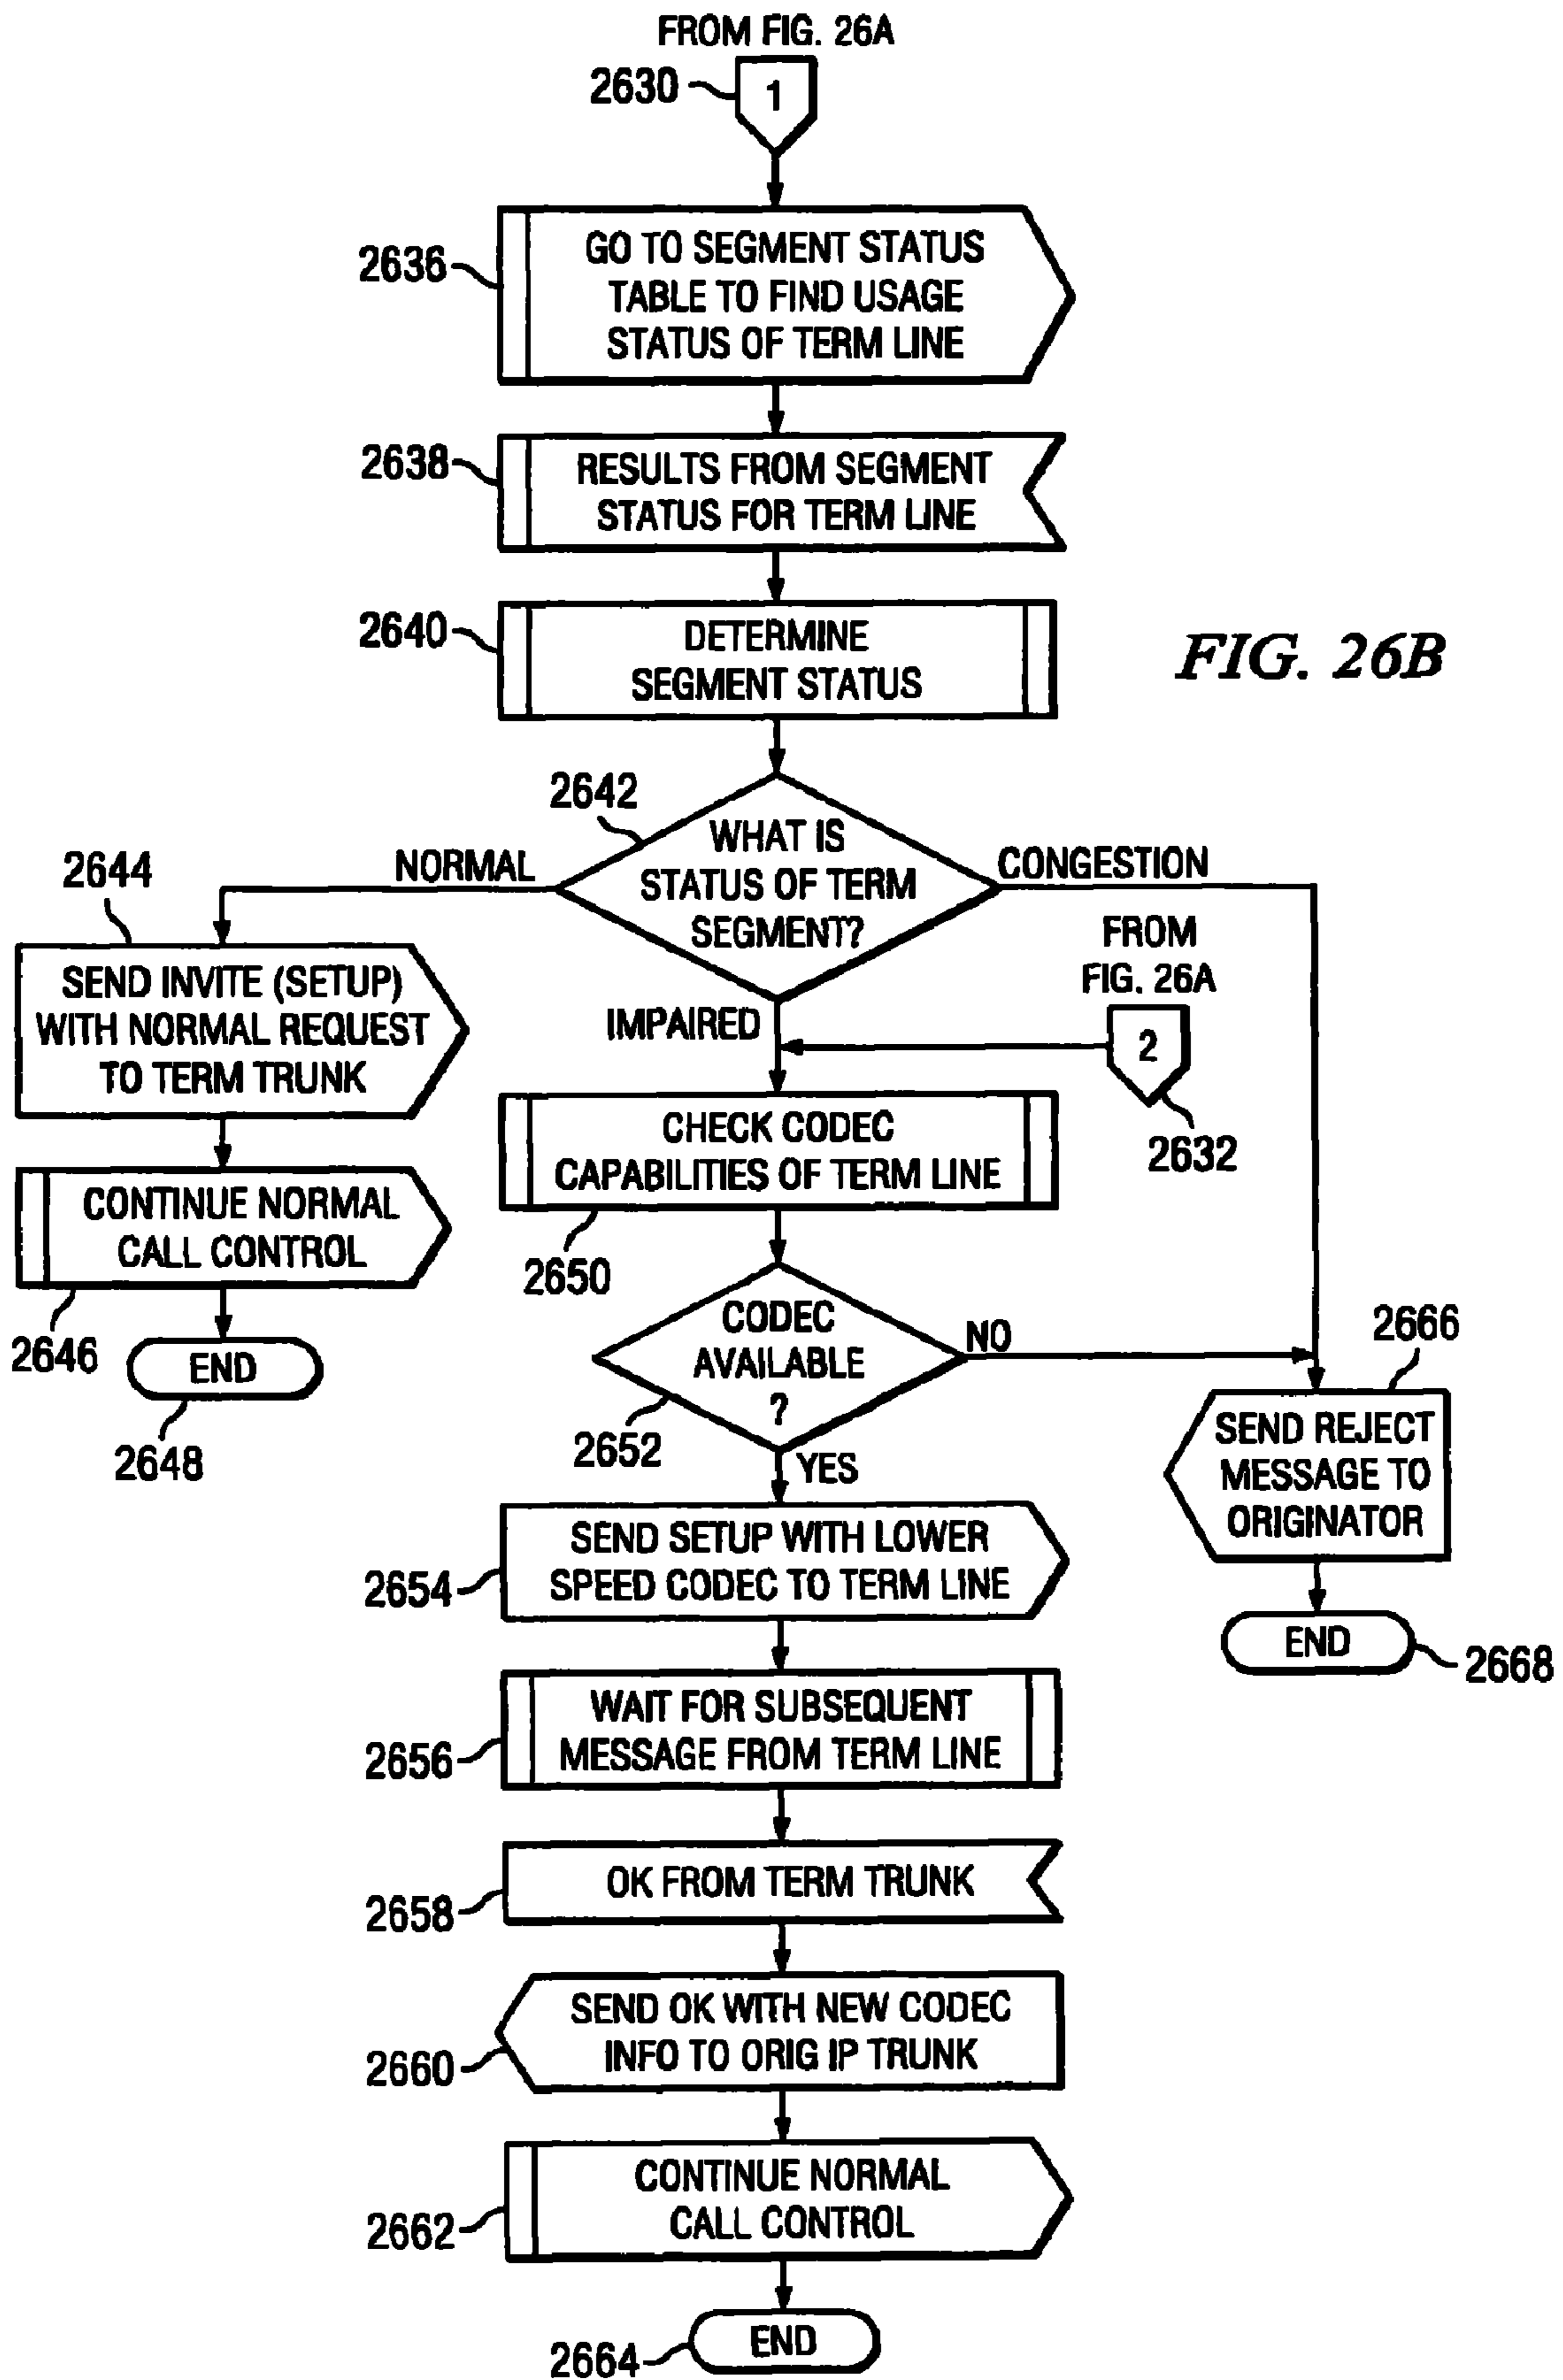 FROM FIG. 26A
2630
1
2636
GO TO SEGMENT STATUS
TABLE TO FIND USAGE
STATUS OF TERM LINE
2638
RESULTS FROM SEGMENT
STATUS FOR TERM LINE
2640
DETERMINE
SEGMENT STATUS
FIG. 26B
2642
WHAT IS
STATUS OF TERM
SEGMENT?
NORMAL
CONGESTION
IMPAIRED
2644
SEND INVITE (SETUP)
WITH NORMAL REQUEST
TO TERM TRUNK
CONTINUE NORMAL
CALL CONTROL
2646
END
2648
FROM
FIG. 26A
2
2632
CHECK CODEC
CAPABILITIES OF TERM LINE
2650
CODEC
AVAILABLE
?
2652
NO
YES
2666
SEND REJECT
MESSAGE TO
ORIGINATOR
END
2668
SEND SETUP WITH LOWER
SPEED CODEC TO TERM LINE
2654
WAIT FOR SUBSEQUENT
MESSAGE FROM TERM LINE
2656
OK FROM TERM TRUNK
2658
SEND OK WITH NEW CODEC
INFO TO ORIG IP TRUNK
2660
CONTINUE NORMAL
CALL CONTROL
2662
END
2664